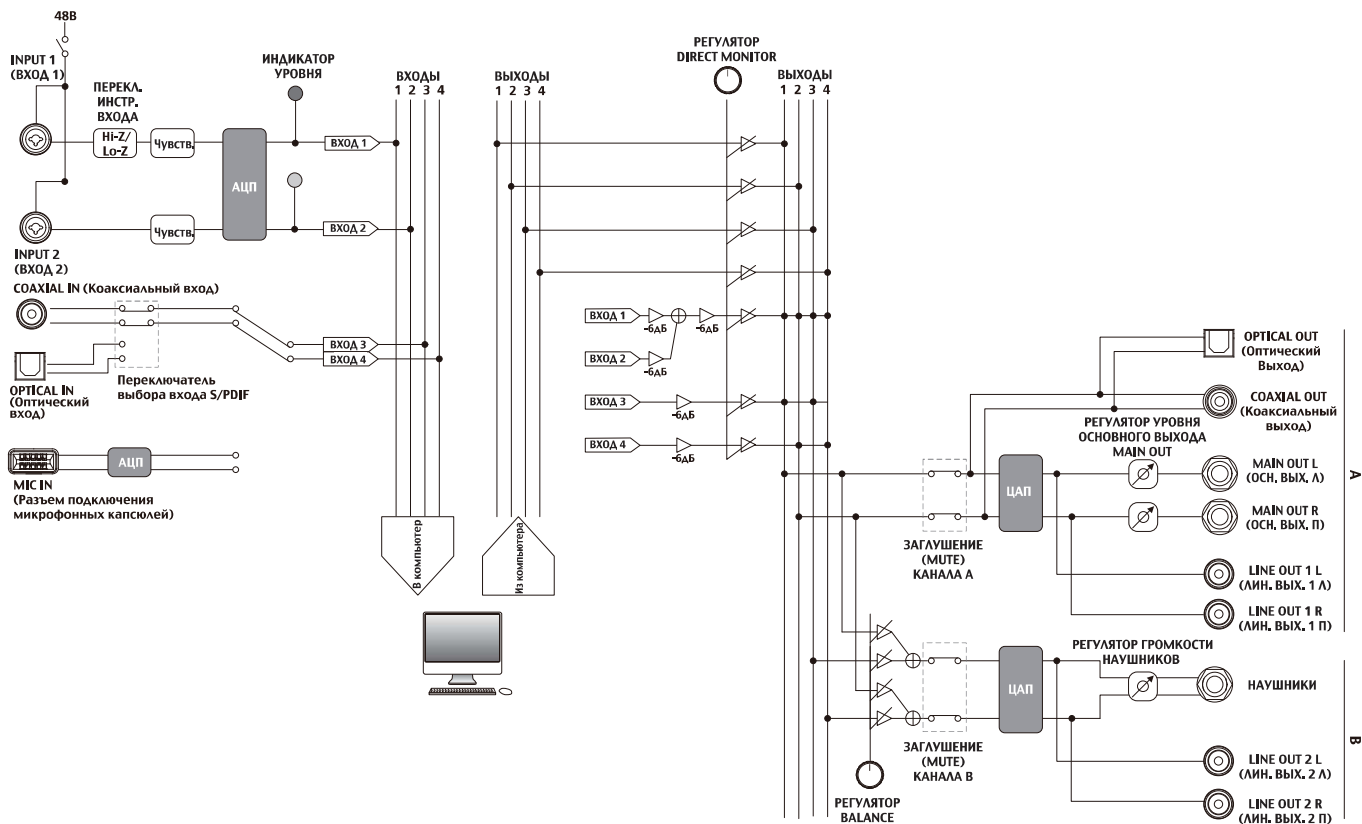 48В
INPUT 1
(ВХОД 1)
ПЕРЕКЛ.
ИНСТР.
ВХОДА
Hi-Z/
Lo-Z
Чувств.
АЦП
ИНДИКАТОР
УРОВНЯ
ВХОД 1
ВХОДЫ
1 2 3 4
ВЫХОДЫ
1 2 3 4
РЕГУЛЯТОР
DIRECT MONITOR
ВЫХОДЫ
1 2 3 4
Чувств.
ВХОД 2
INPUT 2
(ВХОД 2)
COAXIAL IN (Коаксиальный вход)
ВХОД 3
ВХОД 4
OPTICAL IN
(Оптический
вход)
Переключатель
выбора входа S/PDIF
АЦП
MIC IN
(Разъем подключения
микрофонных капсюлей)
В компьютер
Из компьютера
ВХОД 1
-6дБ
-6дБ
ВХОД 2
-6дБ
ВХОД 3
-6дБ
ВХОД 4
-6дБ
OPTICAL OUT
(Оптический
Выход)
COAXIAL OUT
(Коаксиальный
выход)
РЕГУЛЯТОР УРОВНЯ
ОСНОВНОГО ВЫХОДА
MAIN OUT
ЦАП
MAIN OUT L
(ОСН. ВЫХ. Л)
MAIN OUT R
(ОСН. ВЫХ. П)
A
ЗАГЛУШЕНИЕ
(MUTE)
КАНАЛА A
LINE OUT 1 L
(ЛИН. ВЫХ. 1 Л)
LINE OUT 1 R
(ЛИН. ВЫХ. 1 П)
РЕГУЛЯТОР ГРОМКОСТИ
НАУШНИКОВ
ЦАП
НАУШНИКИ
B
ЗАГЛУШЕНИЕ
(MUTE)
КАНАЛА B
LINE OUT 2 L
(ЛИН. ВЫХ. 2 Л)
LINE OUT 2 R
(ЛИН. ВЫХ. 2 П)
РЕГУЛЯТОР
BALANCE